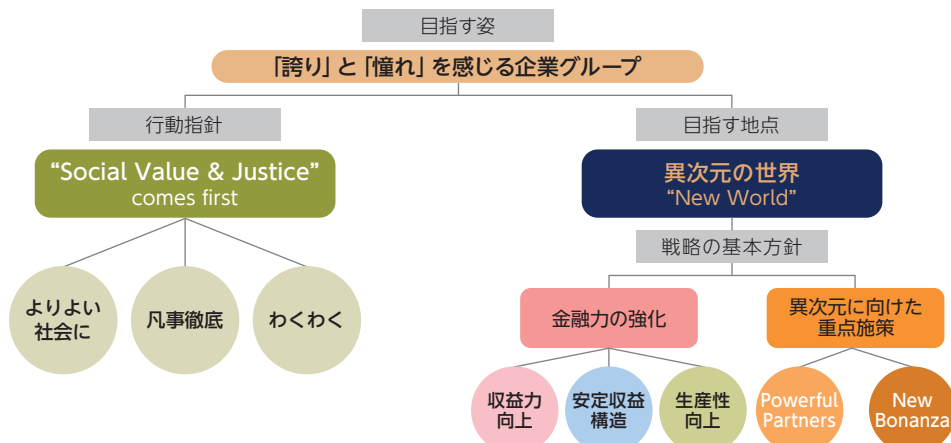 目指す姿
「誇り」と「憧れ」を感じる企業グループ
行動指針
目指す地点
“Social Value & Justice”
comes first
異次元の世界
“New World”
戦略の基本方針
よりよい
社会に
凡事徹底
わくわく
金融力の強化
異次元に向けた
重点施策
収益力
向上
安定収益
構造
生産性
向上
Powerful
Partners
New
Bonanza